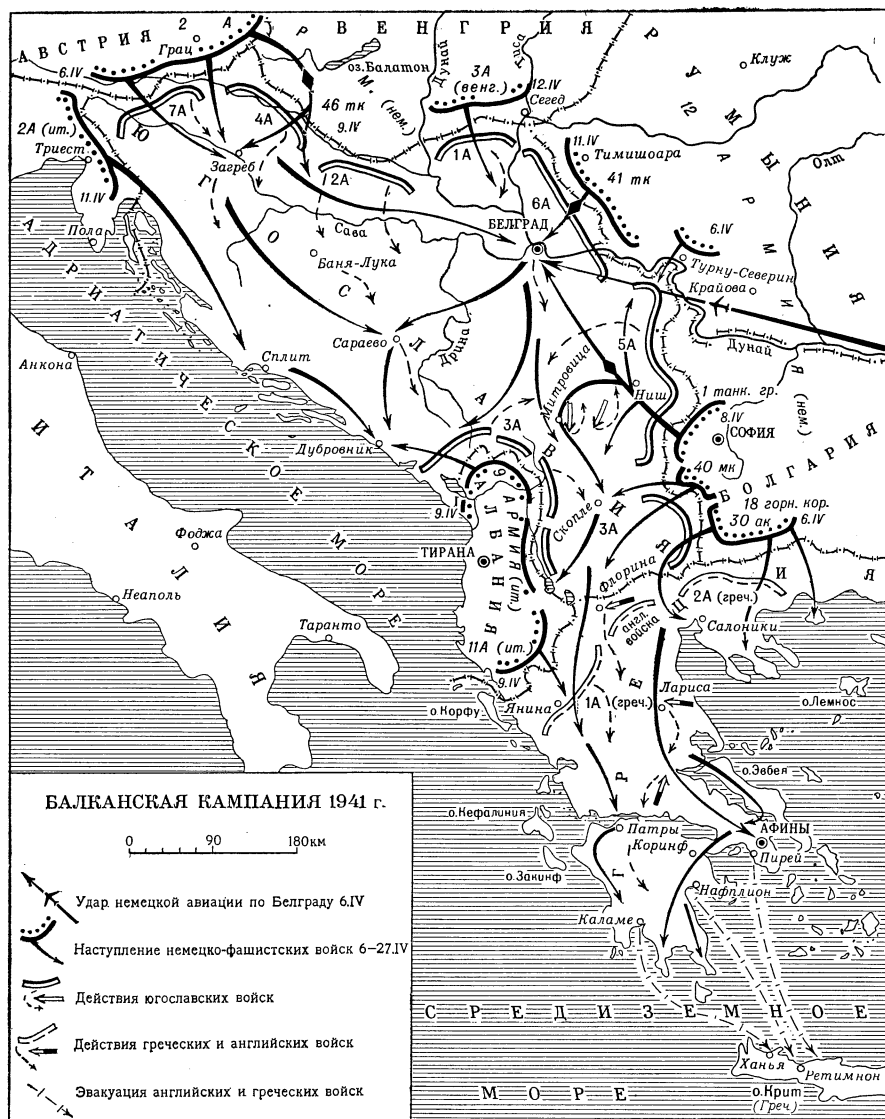 АВСТРИЯ
2 А
ВЕНГРИЯ
Грац
оз. Балатон
Дунай
Тиса
Клуж
6.IV
3А
(венг.)
12.IV
Сегед
РУМЫНИЯ
12 АРМИЯ (нем.)
7А
4А
46 тк
9.IV
2А (ит.)
Триест
М. (нем.)
11.IV
Тимишоара
41 тк
Олт
Загреб
1А
2А
6А
11.IV
БЕЛГРАД
6.IV
Пола
Сава
Баня-Лука
Турну-Северин
Крайова
ЮГОСЛАВИЯ
АДРИАТИЧЕСКОЕ МОРЕ
Анкона
Сплит
Сараево
Дрина
5А
Дунай
Митровица
Ниш
1 танк. гр.
8.IV
СОФИЯ
БОЛГАРИЯ
Дубровник
3А
40 мк
ИТАЛИЯ
9 АРМИЯ (ит.)
9.IV
АЛБАНИЯ
Скопле
18 горн. кор.
30 ак
6.IV
3А
Фоджа
ТИРАНА
Флорина
2А (греч.)
Неаполь
Таранто
англ. войска
Салоники
11А (ит.)
9.IV
ГРЕЦИЯ
о. Корфу
Янина
1А (греч.)
Лариса
о. Лемнос
о. Эвбея
о. Кефалиния
Патры
АФИНЫ
Коринф
Пирей
о. Закинф
Нафплион
Каламе
СРЕДИЗЕМНОЕ
МОРЕ
Ханья
Ретимнон
о. Крит
(Греч.)
БАЛКАНСКАЯ КАМПАНИЯ 1941 г.
0 90 180км
Удар немецкой авиации по Белграду 6.IV
Наступление немецко-фашистских войск 6–27.IV
Действия югославских войск
Действия греческих и английских войск
Эвакуация английских и греческих войск